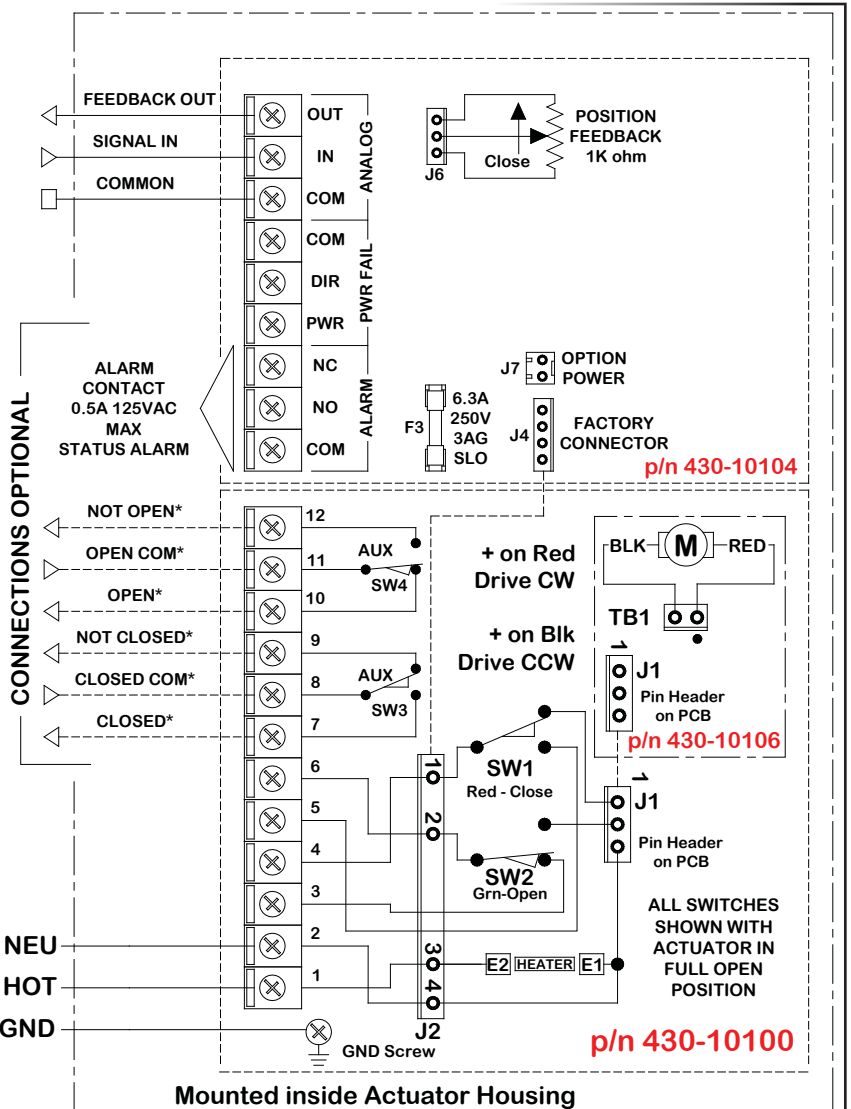 FEEDBACK OUT
SIGNAL IN
COMMON
OUT
IN
COM
ANALOG
COM
DIR
PWR
PWR FAIL
NC
NO
COM
ALARM
POSITION
FEEDBACK
1K ohm
Close
J6
CONNECTIONS OPTIONAL
ALARM
CONTACT
0.5A 125VAC
MAX
STATUS ALARM
F3
6.3A
250V
3AG
SLO
J7
OPTION
POWER
J4
FACTORY
CONNECTOR
p/n 430-10104
NOT OPEN*
OPEN COM*
OPEN*
NOT CLOSED*
CLOSED COM*
CLOSED*
12
11
10
9
8
7
6
5
4
3
2
1
AUX
SW4
AUX
SW3
+ on Red
Drive CW
+ on Blk
Drive CCW
BLK
M
RED
TB1
1
J1
Pin Header
on PCB
p/n 430-10106
1
2
3
4
J2
SW1
Red - Close
SW2
Grn-Open
1
J1
Pin Header
on PCB
E2 HEATER E1
ALL SWITCHES
SHOWN WITH
ACTUATOR IN
FULL OPEN
POSITION
NEU
HOT
GND
GND Screw
p/n 430-10100
Mounted inside Actuator Housing